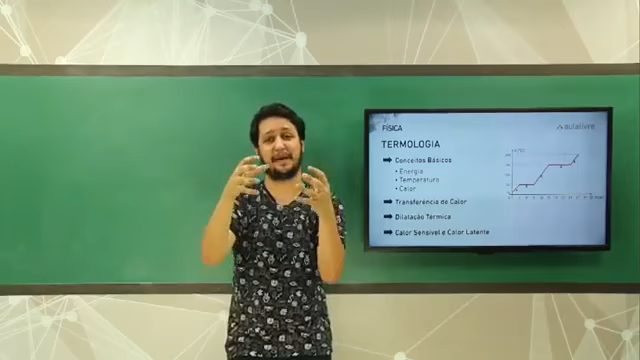 FÍSICA
aulalivre
TERMOLOGIA
Conceitos Básicos
• Energia
• Temperatura
• Calor
Transferência de Calor
Dilatação Térmica
Calor Sensível e Calor Latente